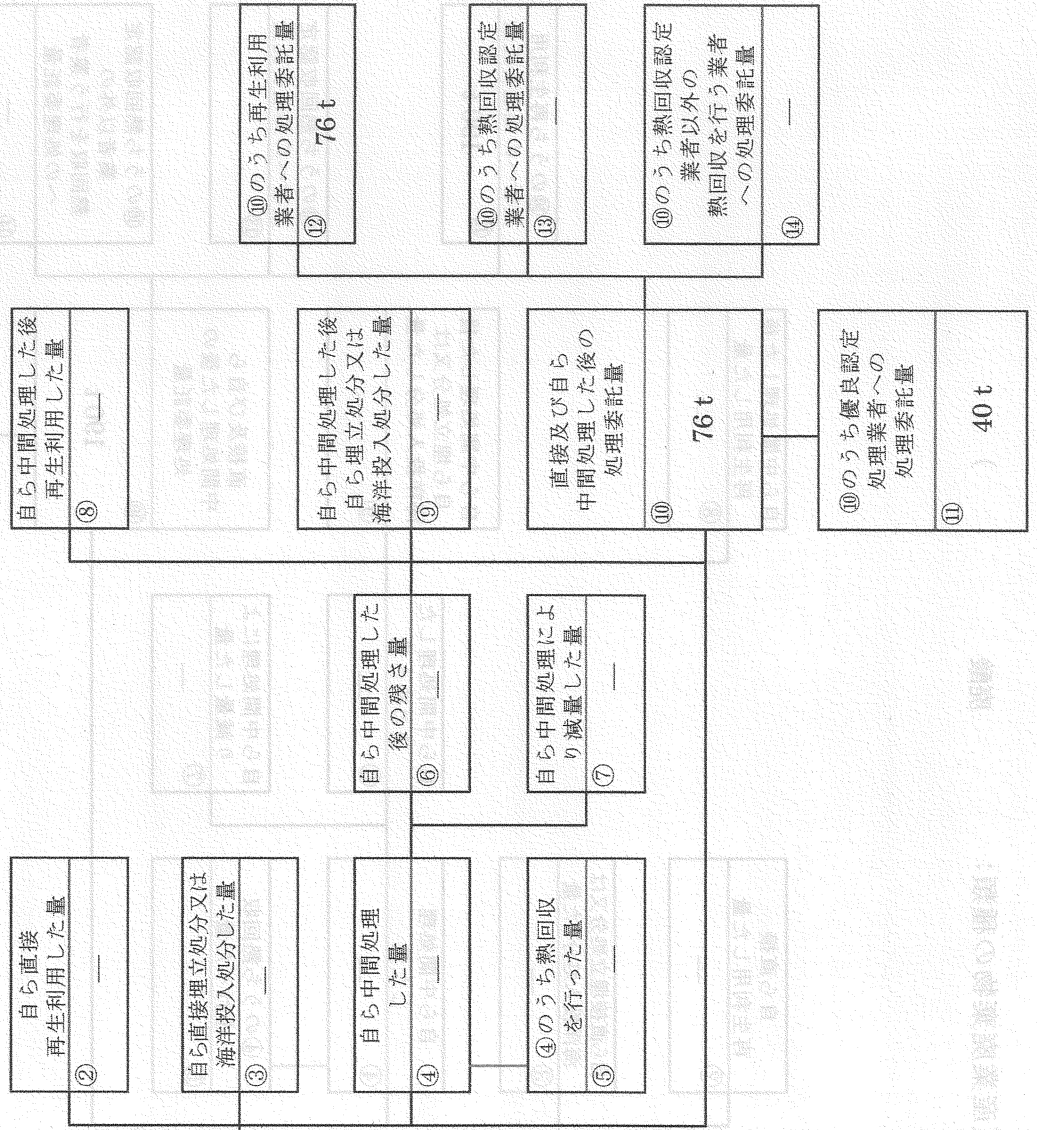 自ら直接
再生利用した量
②
—
自ら直接埋立処分又は
海洋投入処分した量
③
—
自ら中間処理
した量
④
—
④のうち熱回収
を行った量
⑤
—
自ら中間処理した
後の残さ量
⑥
—
自ら中間処理によ
り減量した量
⑦
—
自ら中間処理した後
再生利用した量
⑧
—
自ら中間処理した後
自ら埋立処分又は
海洋投入処分した量
⑨
—
直接及び自ら
中間処理した後の
処理委託量
⑩
76 t
⑩のうち優良認定
処理業者への
処理委託量
⑪
40 t
⑩のうち再生利用
業者への処理委託量
⑫
76 t
⑩のうち熱回収認定
業者への処理委託量
⑬
—
⑩のうち熱回収認定
業者以外の
熱回収を行う業者
への処理委託量
⑭
—